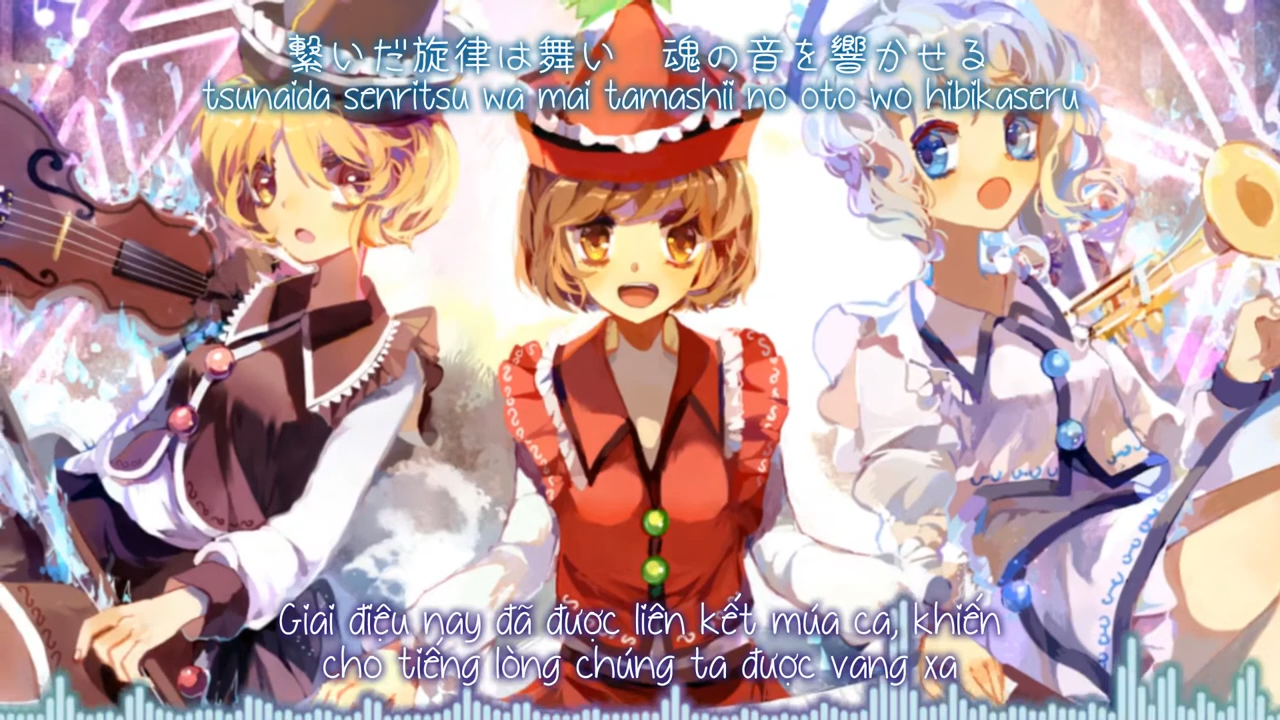 繋いだ旋律は舞い　魂の音を響かせる
tsunaida senritsu wa mai tamashii no oto wo hibikaseru
Giai điệu nay đã được liên kết múa ca, khiến
cho tiếng lòng chúng ta được vang xa